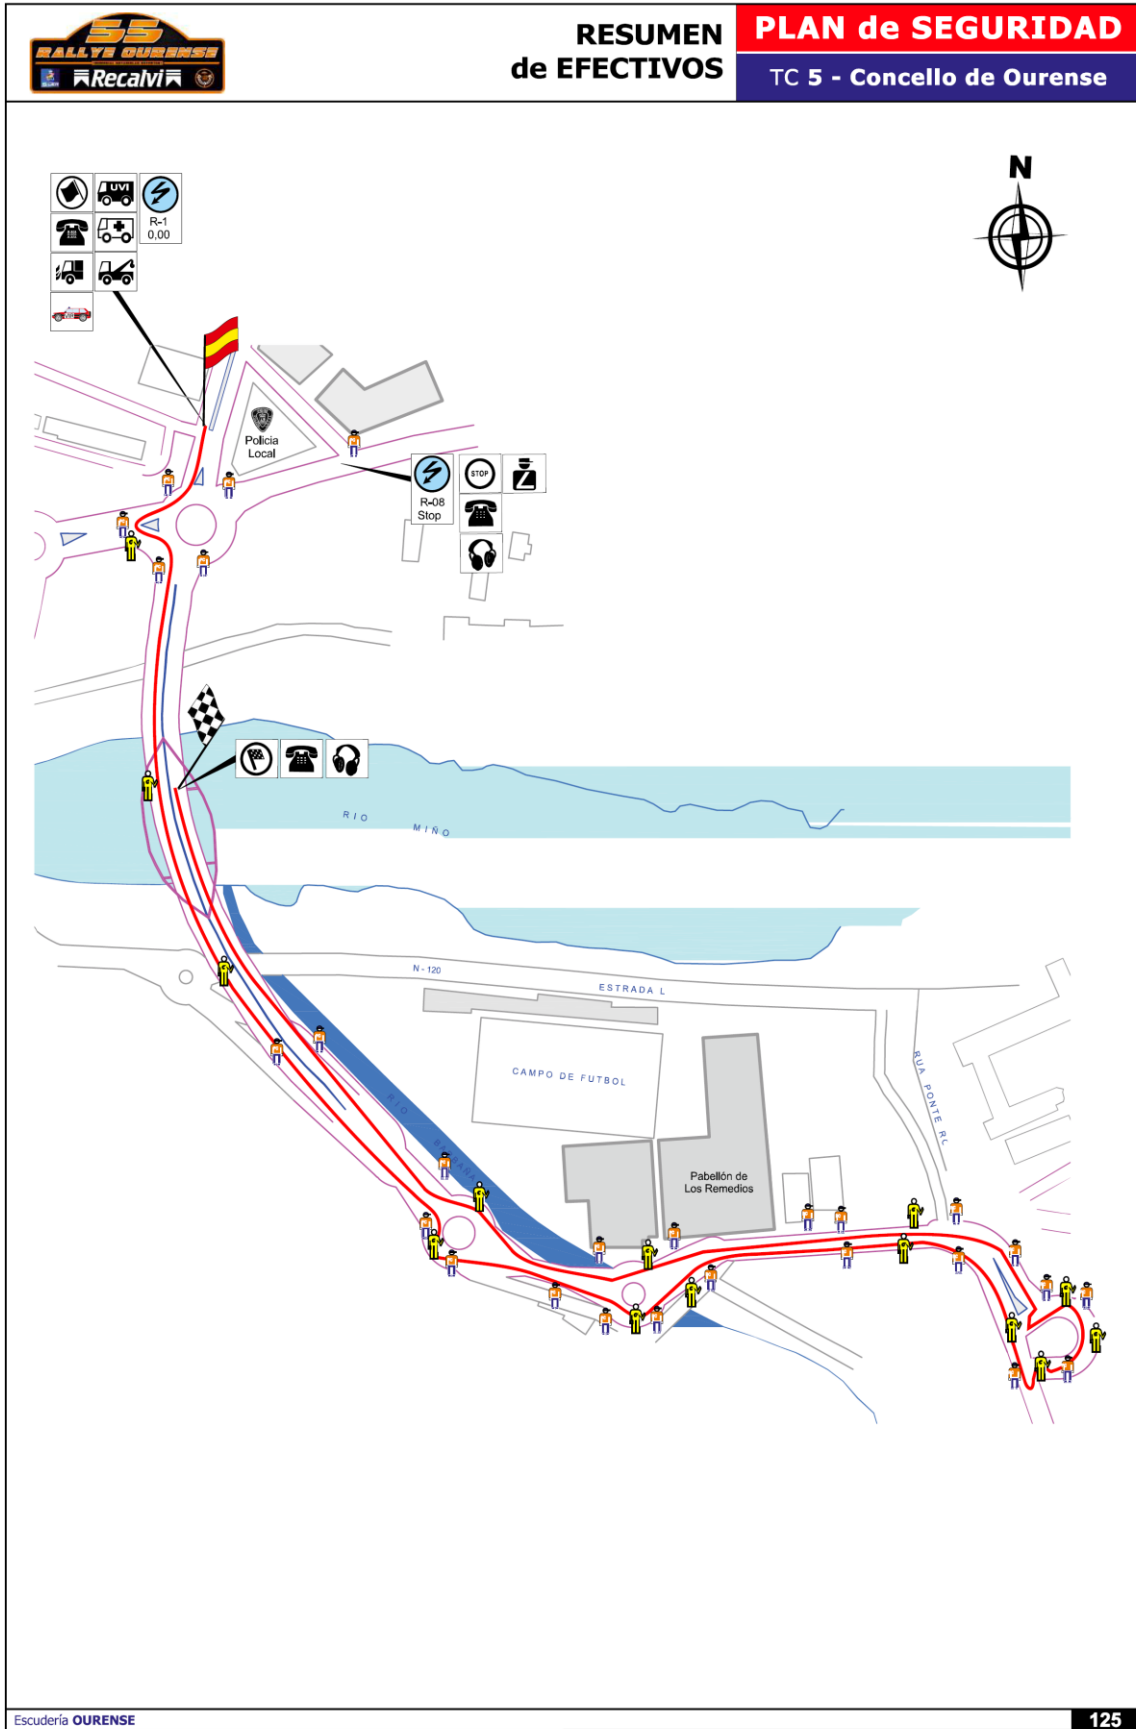 55
RALLYE OURENSE
Recalvi
RESUMEN
de EFECTIVOS
PLAN de SEGURIDAD
TC 5 - Concello de Ourense
N
UVI
R-1
0,00
Policia
Local
R-08
Stop
STOP
RIO MIÑO
N-120
ESTRADA L
CAMPO DE FUTBOL
RUA PONTE RL
RIO
Pabellón de
Los Remedios
Escudería OURENSE
125